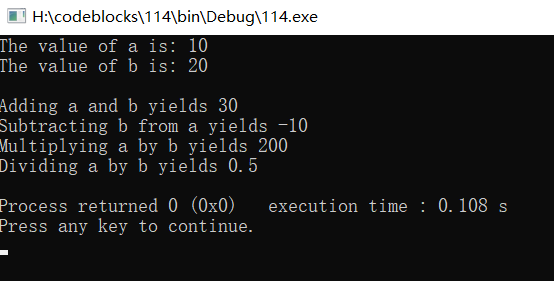 H:\codeblocks\114\bin\Debug\114.exe
The value of a is: 10
The value of b is: 20
Adding a and b yields 30
Subtracting b from a yields -10
Multiplying a by b yields 200
Dividing a by b yields 0.5
Process returned 0 (0x0)   execution time : 0.108 s
Press any key to continue.